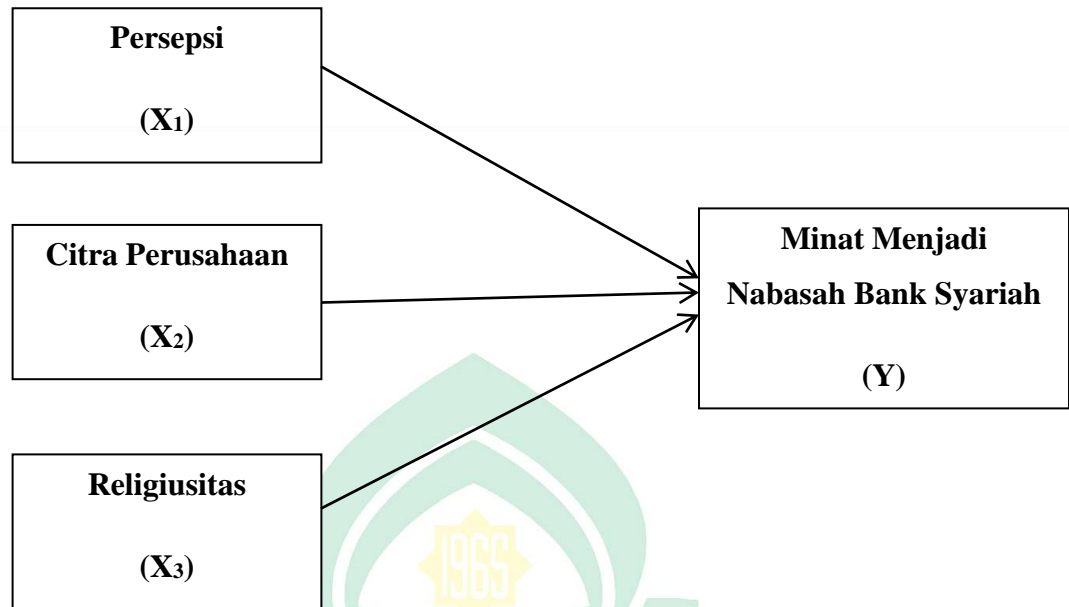 Persepsi
(X₁)
Citra Perusahaan
(X₂)
Religiusitas
(X₃)
Minat Menjadi
Nabasah Bank Syariah
(Y)
1965